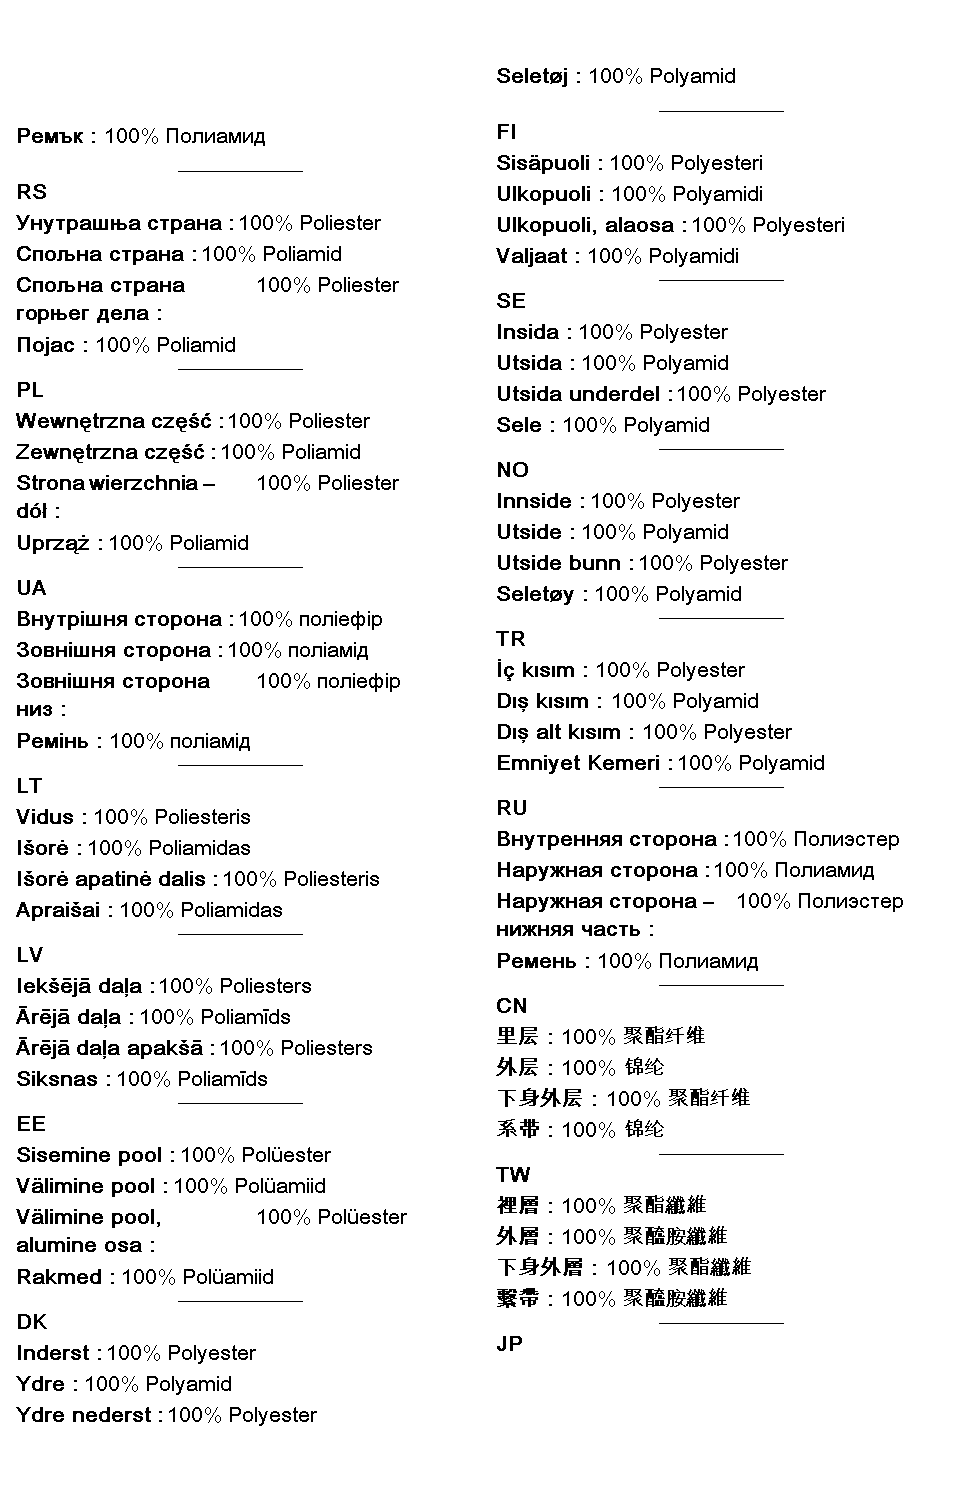 Ремък : 100% Полиамид
RS
Унутрашња страна : 100% Poliester
Спољна страна : 100% Poliamid
Спољна страна 100% Poliester
горњег дела :
Појас : 100% Poliamid
PL
Wewnętrzna część : 100% Poliester
Zewnętrzna część : 100% Poliamid
Strona wierzchnia – 100% Poliester
dół :
Uprząż : 100% Poliamid
UA
Внутрішня сторона : 100% поліефір
Зовнішня сторона : 100% поліамід
Зовнішня сторона 100% поліефір
низ :
Ремінь : 100% поліамід
LT
Vidus : 100% Poliesteris
Išorė : 100% Poliamidas
Išorė apatinė dalis : 100% Poliesteris
Apraišai : 100% Poliamidas
LV
Iekšējā daļa : 100% Poliesters
Ārējā daļa : 100% Poliamīds
Ārējā daļa apakšā : 100% Poliesters
Siksnas : 100% Poliamīds
EE
Sisemine pool : 100% Polüester
Välimine pool : 100% Polüamiid
Välimine pool, 100% Polüester
alumine osa :
Rakmed : 100% Polüamiid
DK
Inderst : 100% Polyester
Ydre : 100% Polyamid
Ydre nederst : 100% Polyester
Seletøj : 100% Polyamid
FI
Sisäpuoli : 100% Polyesteri
Ulkopuoli : 100% Polyamidi
Ulkopuoli, alaosa : 100% Polyesteri
Valjaat : 100% Polyamidi
SE
Insida : 100% Polyester
Utsida : 100% Polyamid
Utsida underdel : 100% Polyester
Sele : 100% Polyamid
NO
Innside : 100% Polyester
Utside : 100% Polyamid
Utside bunn : 100% Polyester
Seletøy : 100% Polyamid
TR
İç kısım : 100% Polyester
Dış kısım : 100% Polyamid
Dış alt kısım : 100% Polyester
Emniyet Kemeri : 100% Polyamid
RU
Внутренняя сторона : 100% Полиэстер
Наружная сторона : 100% Полиамид
Наружная сторона – 100% Полиэстер
нижняя часть :
Ремень : 100% Полиамид
CN
里层 : 100% 聚酯纤维
外层 : 100% 锦纶
下身外层 : 100% 聚酯纤维
系带 : 100% 锦纶
TW
裡層 : 100% 聚酯纖維
外層 : 100% 聚醯胺纖維
下身外層 : 100% 聚酯纖維
繫帶 : 100% 聚醯胺纖維
JP